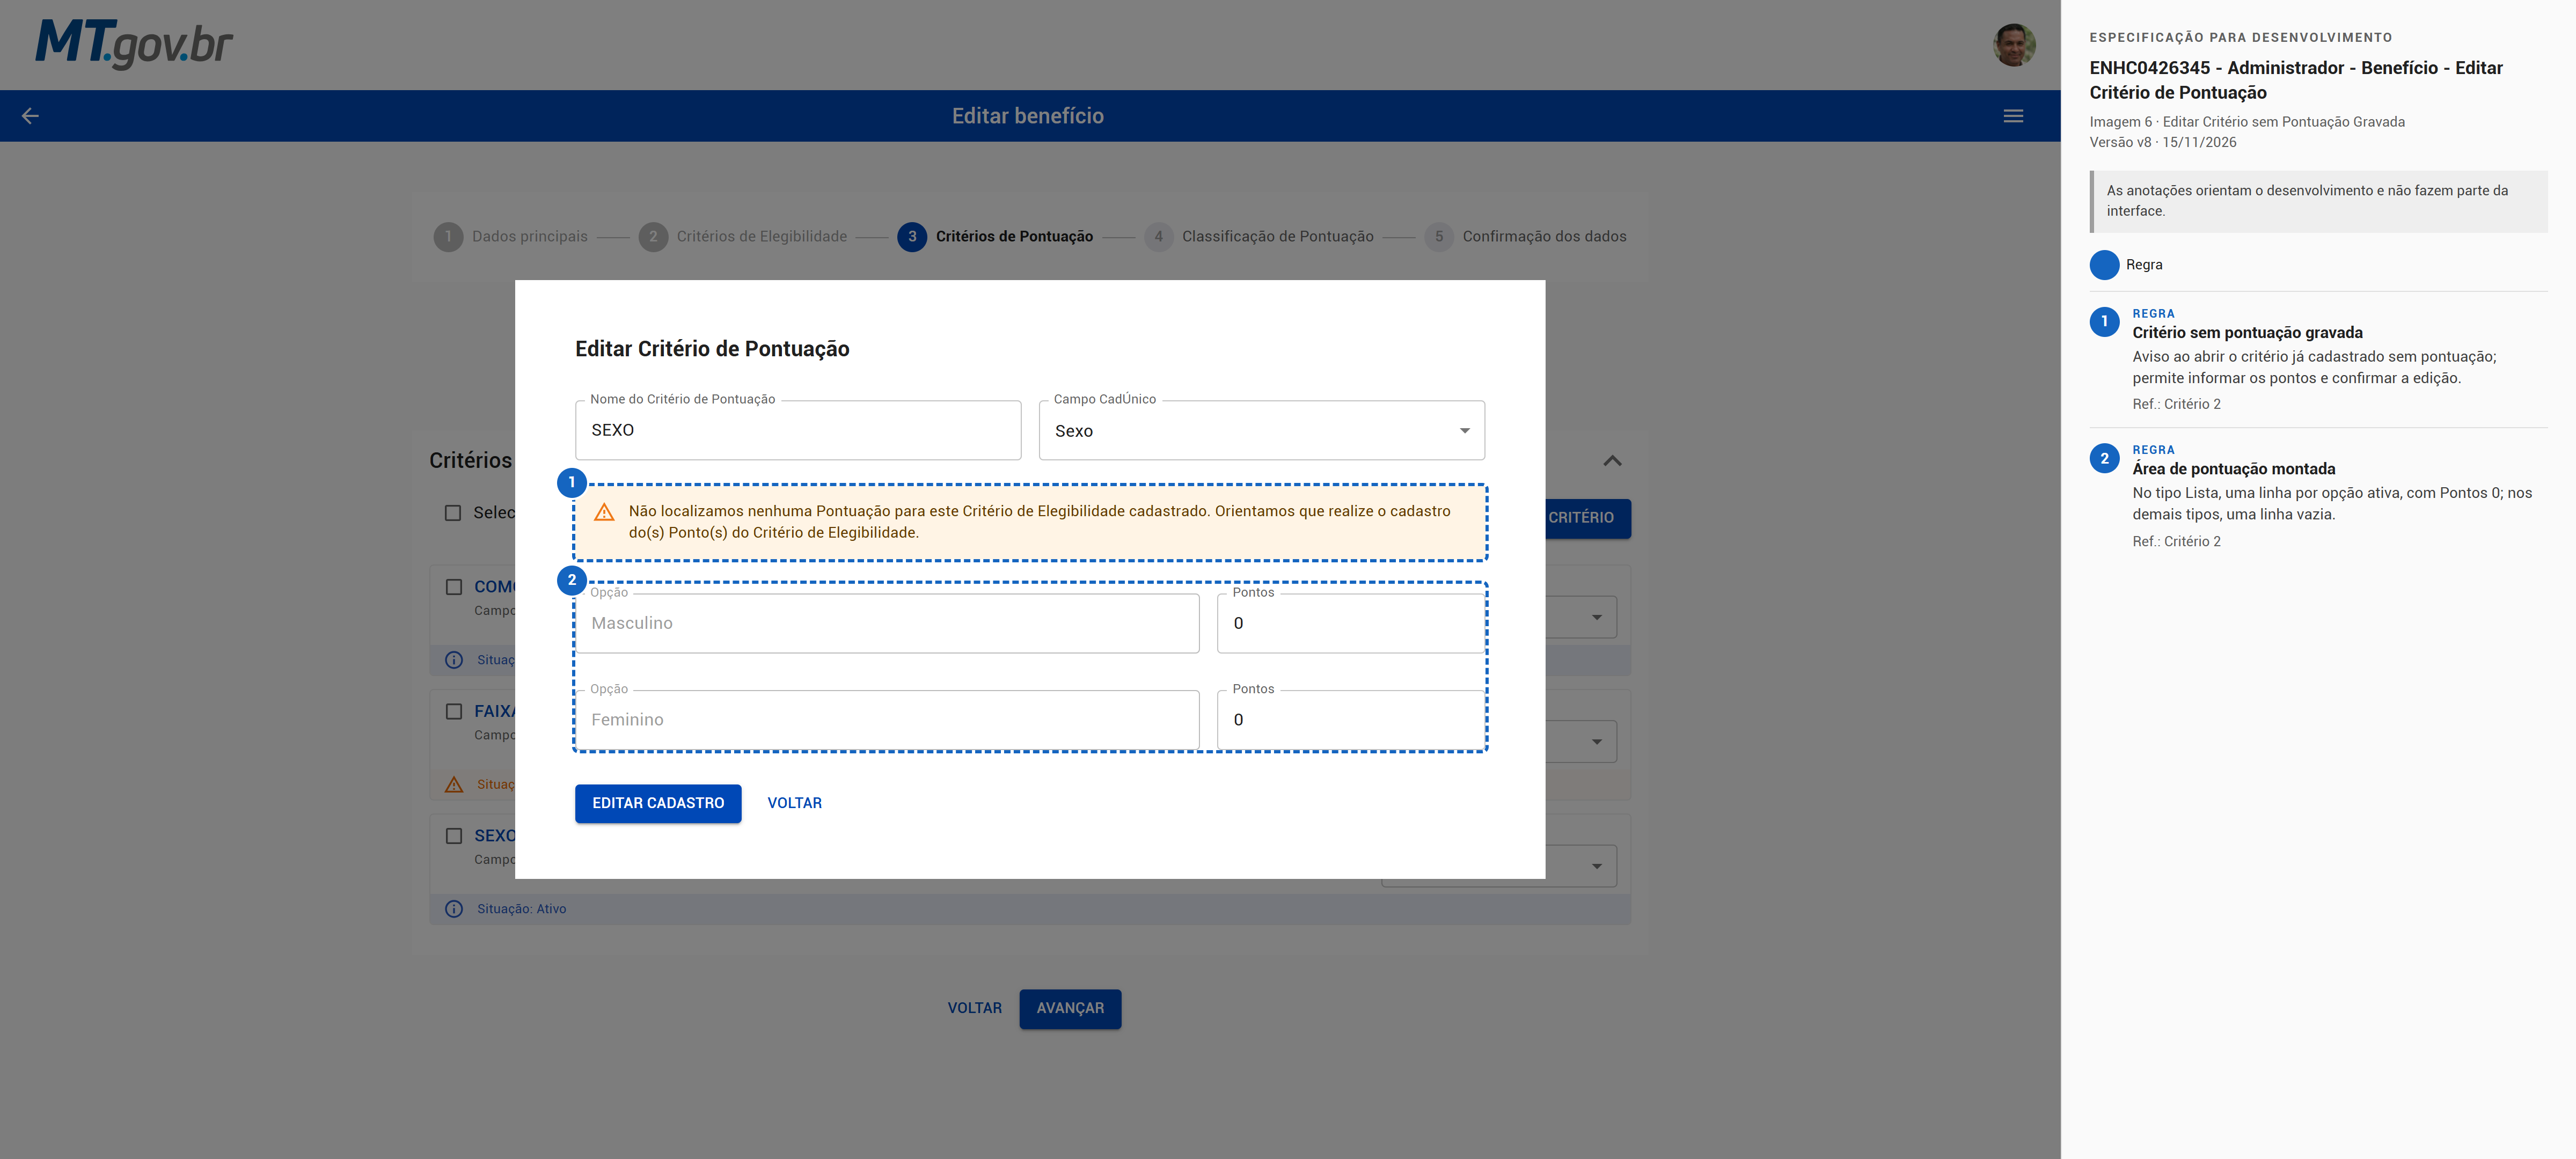 MT.gov.br
Editar benefício
1 Dados principais
2 Critérios de Elegibilidade
3 Critérios de Pontuação
4 Classificação de Pontuação
5 Confirmação dos dados
Critérios
Selec
CRITÉRIO
COM
Campo
Situaç
FAIXA
Campo
Situaç
SEXO
Campo
Situação: Ativo
VOLTAR
AVANÇAR
Editar Critério de Pontuação
Nome do Critério de Pontuação
SEXO
Campo CadÚnico
Sexo
1
Não localizamos nenhuma Pontuação para este Critério de Elegibilidade cadastrado. Orientamos que realize o cadastro
do(s) Ponto(s) do Critério de Elegibilidade.
2
Opção
Masculino
Pontos
0
Opção
Feminino
Pontos
0
EDITAR CADASTRO
VOLTAR
ESPECIFICAÇÃO PARA DESENVOLVIMENTO
ENHC0426345 - Administrador - Benefício - Editar
Critério de Pontuação
Imagem 6 · Editar Critério sem Pontuação Gravada
Versão v8 · 15/11/2026
As anotações orientam o desenvolvimento e não fazem parte da
interface.
Regra
1
REGRA
Critério sem pontuação gravada
Aviso ao abrir o critério já cadastrado sem pontuação;
permite informar os pontos e confirmar a edição.
Ref.: Critério 2
2
REGRA
Área de pontuação montada
No tipo Lista, uma linha por opção ativa, com Pontos 0; nos
demais tipos, uma linha vazia.
Ref.: Critério 2